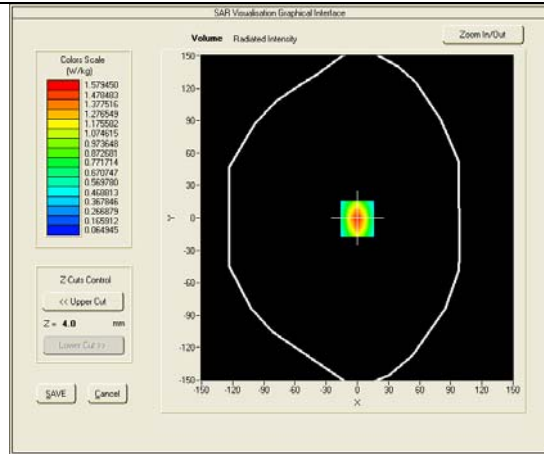 SAR Visualisation Graphical Interface
Volume Radiated Intensity
Zoom In/Out
Colors Scale
(W/kg)
1.579450
1.478483
1.377516
1.276549
1.175582
1.074615
0.973648
0.872681
0.771714
0.670747
0.569780
0.468813
0.367846
0.266879
0.165912
0.064945
Z Cuts Control
<< Upper Cut
Z = 4.0 mm
Lower Cut >>
SAVE Cancel
150-
120-
90-
60-
30-
0-
-30-
-60-
-90-
-120-
-150-
Y
-150 -120 -90 -60 -30 0 30 60 90 120 150
X